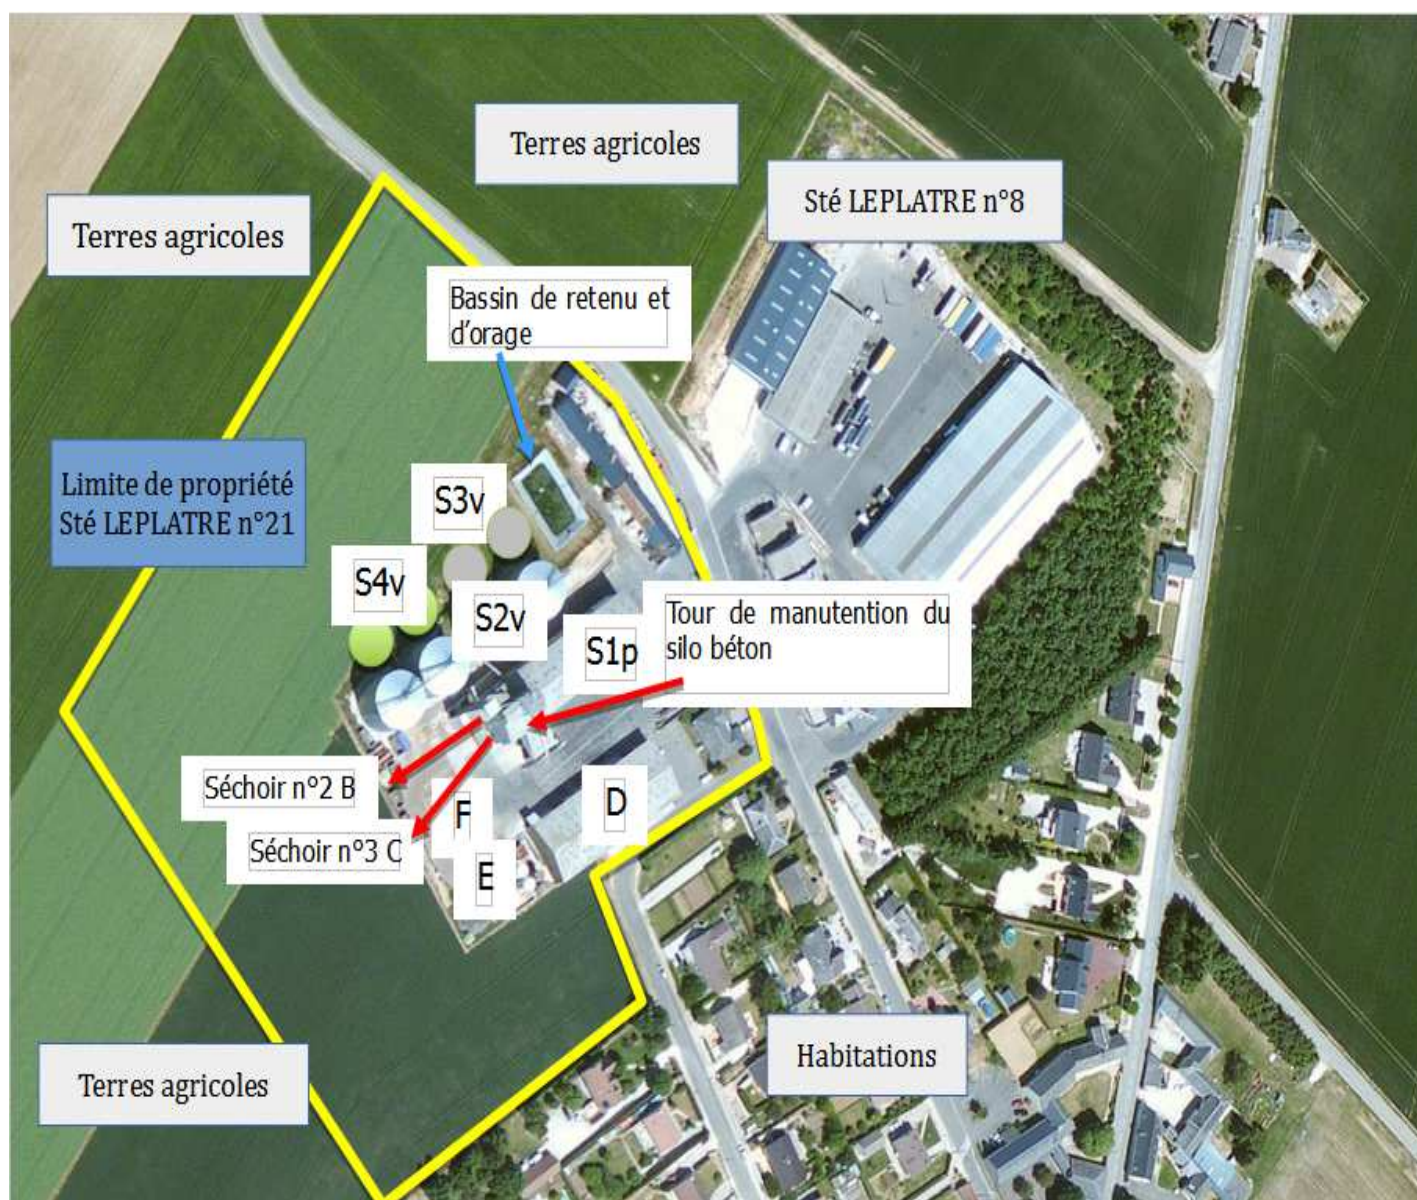 Terres agricoles
Sté LEPLATRE n°8
Terres agricoles
Bassin de retenu et
d'orage
Limite de propriété
Sté LEPLATRE n°21
S3v
S4v
S2v
S1p
Tour de manutention du
silo béton
Séchoir n°2 B
F
D
Séchoir n°3 C
E
Habitations
Terres agricoles